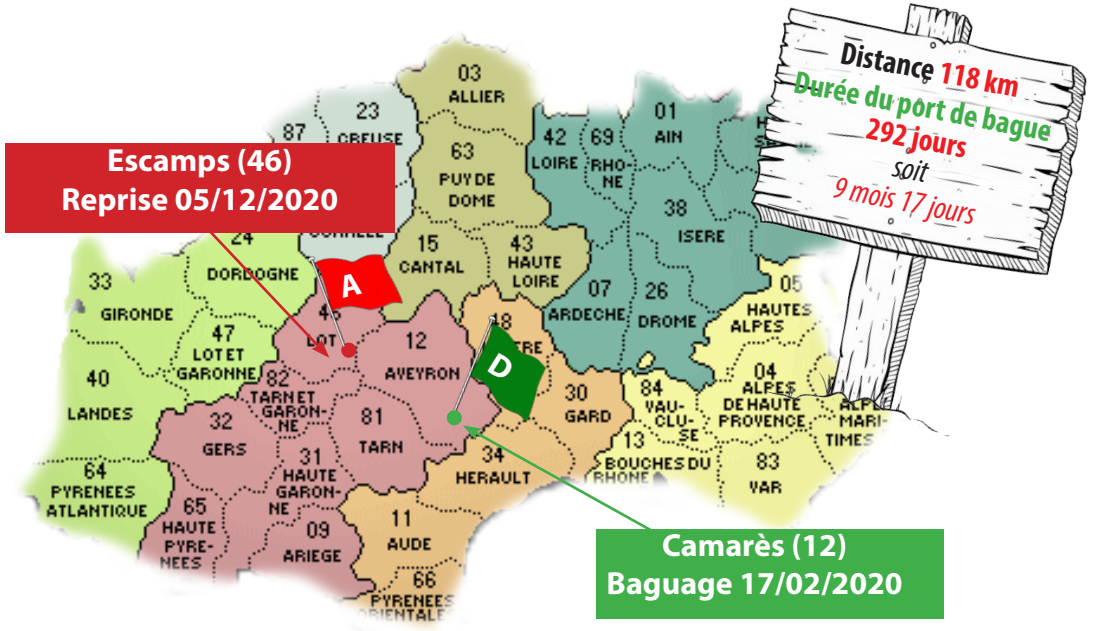 Distance 118 km
Durée du port de bague
292 jours
soit
9 mois 17 jours
Escamps (46)
Reprise 05/12/2020
03
ALLIER
23
CREUSE
87
63
PUY DE
DOME
42
LOIRE
69
RHO-
NE
01
AIN
38
ISERE
24
DORDOGNE
15
CANTAL
43
HAUTE
LOIRE
07
ARDECHE
26
DROME
05
HAUTES
ALPES
33
GIRONDE
A
LOT
12
AVEYRON
D
47
LOT ET
GARONNE
40
LANDES
82
TARN ET
GARON-
NE
81
TARN
30
GARD
84
VAU-
CLU-
SE
04
ALPES
DE HAUTE
PROVENCE
MARI-
TIMES
32
GERS
31
HAUTE
GARON-
NE
34
HERAULT
13
BOUCHES DU
RHONE
83
VAR
64
PYRENEES
ATLANTIQUE
65
HAUTE
PYRE-
NEES
09
ARIEGE
11
AUDE
66
PYRENEES
ORIENTALES
Camarès (12)
Baguage 17/02/2020